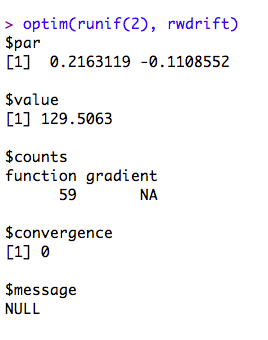 > optim(runif(2), rwdrift)
$par
[1]  0.2163119 -0.1108552
$value
[1] 129.5063
$counts
function gradient
      59       NA
$convergence
[1] 0
$message
NULL